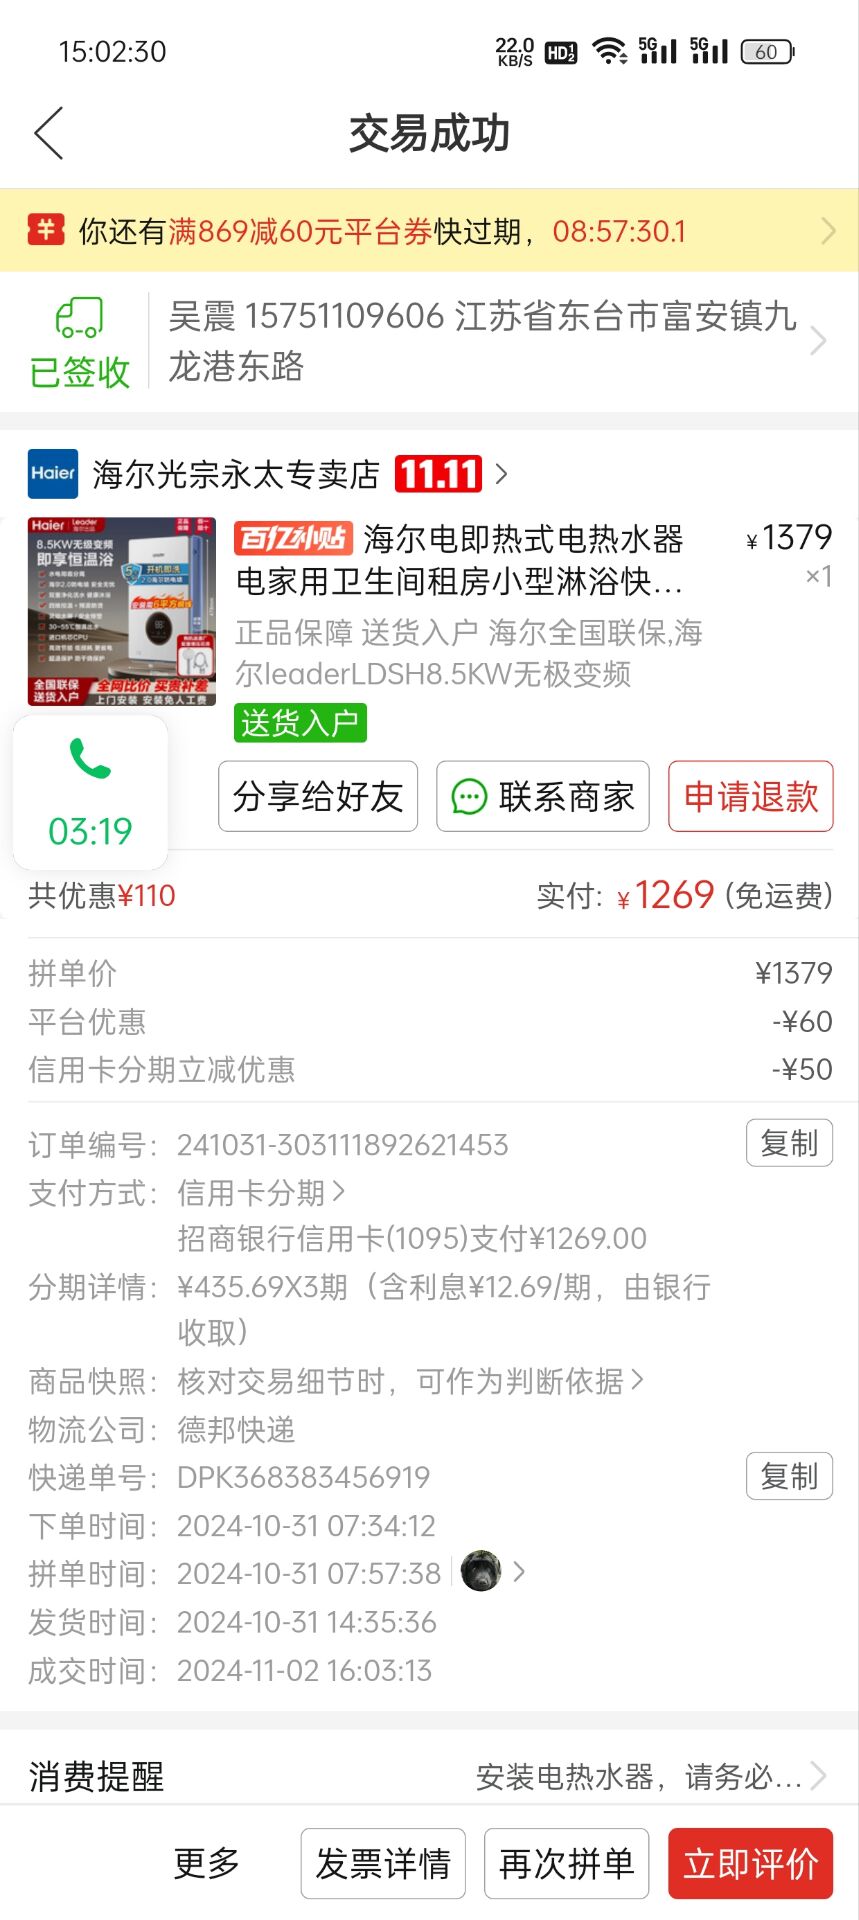 15:02:30
22.0 KB/S HD 5G 5G 60
交易成功
你还有满869减60元平台券快过期，08:57:30.1
已签收
吴震 15751109606 江苏省东台市富安镇九
龙港东路
Haier 海尔光宗永太专卖店 11.11
Haier Leader
8.5KW无级变频
即享恒温浴
开机即洗
全国联保
送货入户
全网比价 买贵补差
上门安装 安装免人工费
百亿补贴 海尔电即热式电热水器
电家用卫生间租房小型淋浴快...
¥1379
×1
正品保障 送货入户 海尔全国联保,海
尔leaderLDSH8.5KW无极变频
送货入户
03:19
分享给好友
联系商家
申请退款
共优惠¥110
实付: ¥1269 (免运费)
拼单价 ¥1379
平台优惠 -¥60
信用卡分期立减优惠 -¥50
订单编号： 241031-303111892621453 复制
支付方式： 信用卡分期
招商银行信用卡(1095)支付¥1269.00
分期详情： ¥435.69X3期（含利息¥12.69/期，由银行
收取）
商品快照： 核对交易细节时，可作为判断依据
物流公司： 德邦快递
快递单号： DPK368383456919 复制
下单时间： 2024-10-31 07:34:12
拼单时间： 2024-10-31 07:57:38
发货时间： 2024-10-31 14:35:36
成交时间： 2024-11-02 16:03:13
消费提醒 安装电热水器，请务必...
更多 发票详情 再次拼单 立即评价